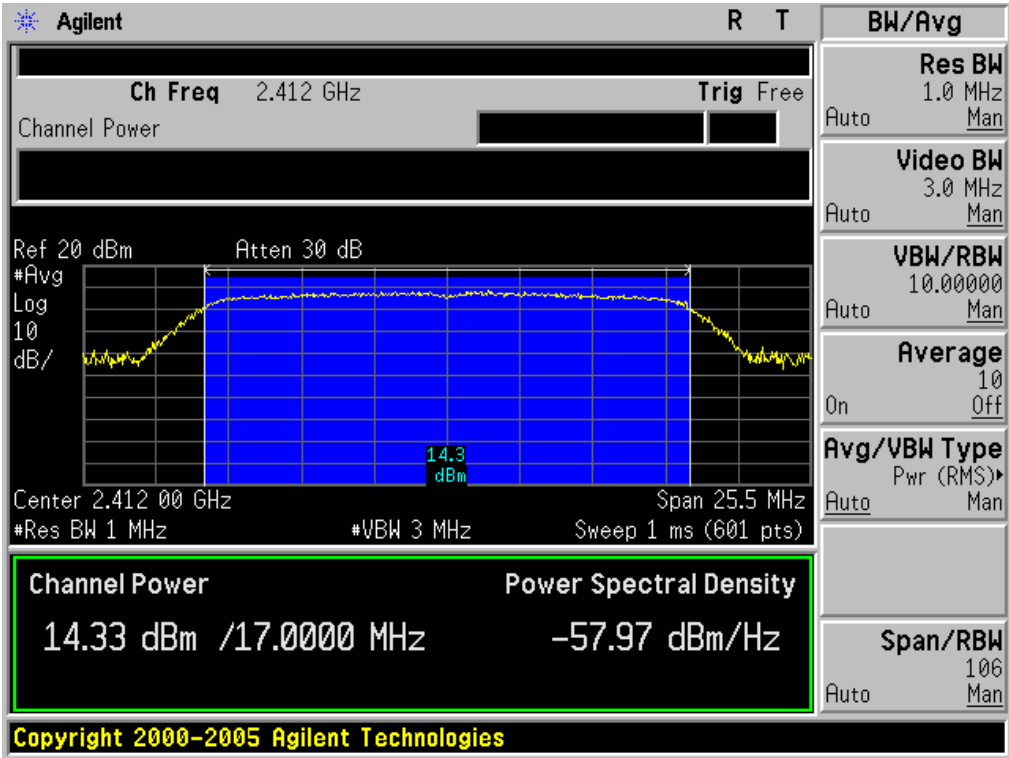 Agilent R T
Ch Freq 2.412 GHz Trig Free
Channel Power
Ref 20 dBm Atten 30 dB
#Avg
Log
10
dB/
14.3
dBm
Center 2.412 00 GHz Span 25.5 MHz
#Res BW 1 MHz #VBW 3 MHz Sweep 1 ms (601 pts)
Channel Power Power Spectral Density
14.33 dBm /17.0000 MHz -57.97 dBm/Hz
Copyright 2000-2005 Agilent Technologies
BW/Avg
Res BW
1.0 MHz
Auto Man
Video BW
3.0 MHz
Auto Man
VBW/RBW
10.00000
Auto Man
Average
10
On Off
Avg/VBW Type
Pwr (RMS)▸
Auto Man
Span/RBW
106
Auto Man